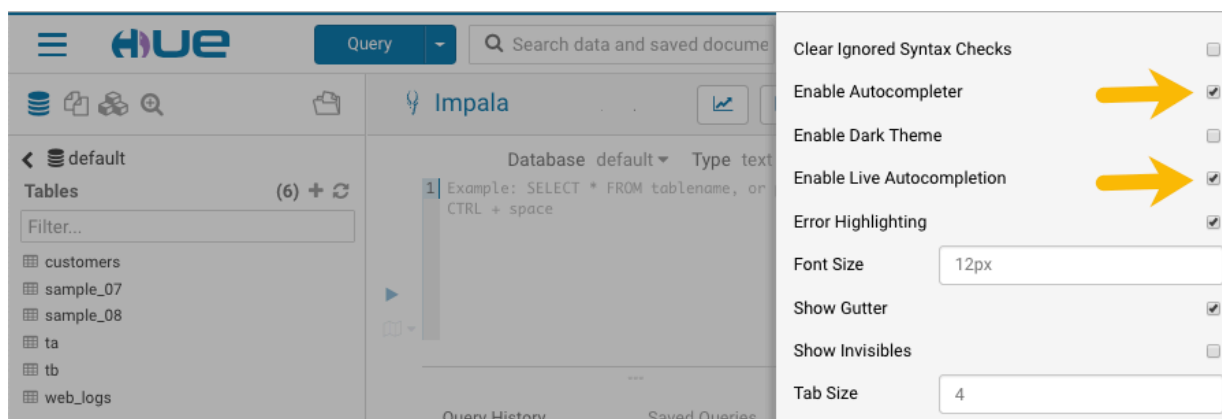 HUE
Query
Search data and saved docume
Impala
default
Tables (6)
Filter...
customers
sample_07
sample_08
ta
tb
web_logs
Database default Type text
1 Example: SELECT * FROM tablename, or
CTRL + space
Query History Saved Queries
Clear Ignored Syntax Checks
Enable Autocompleter
Enable Dark Theme
Enable Live Autocompletion
Error Highlighting
Font Size 12px
Show Gutter
Show Invisibles
Tab Size 4